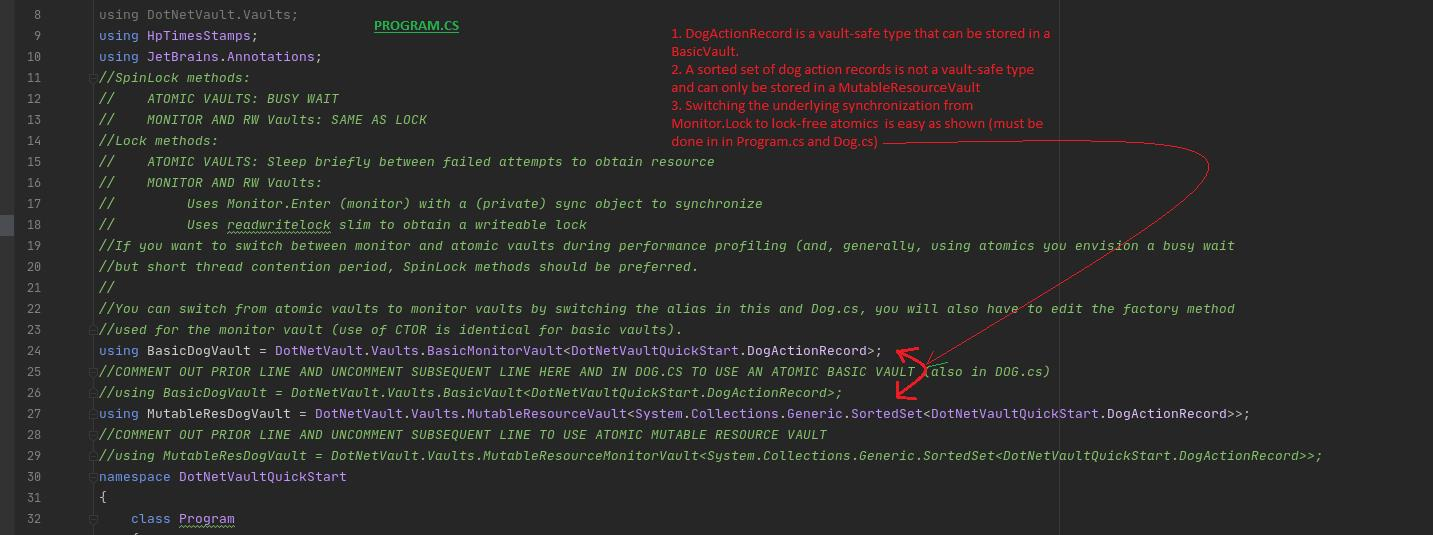 8 using DotNetVault.Vaults;
PROGRAM.CS
9 using HpTimesStamps;
10 using JetBrains.Annotations;
11 //SpinLock methods:
12 //    ATOMIC VAULTS: BUSY WAIT
13 //    MONITOR AND RW Vaults: SAME AS LOCK
14 //Lock methods:
15 //    ATOMIC VAULTS: Sleep briefly between failed attempts to obtain resource
16 //    MONITOR AND RW Vaults:
17 //         Uses Monitor.Enter (monitor) with a (private) sync object to synchronize
18 //         Uses readwritelock slim to obtain a writeable lock
19 //If you want to switch between monitor and atomic vaults during performance profiling (and, generally, using atomics you envision a busy wait
20 //but short thread contention period, SpinLock methods should be preferred.
21 //
22 //You can switch from atomic vaults to monitor vaults by switching the alias in this and Dog.cs, you will also have to edit the factory method
23 //used for the monitor vault (use of CTOR is identical for basic vaults).
24 using BasicDogVault = DotNetVault.Vaults.BasicMonitorVault<DotNetVaultQuickStart.DogActionRecord>;
25 //COMMENT OUT PRIOR LINE AND UNCOMMENT SUBSEQUENT LINE HERE AND IN DOG.CS TO USE AN ATOMIC BASIC VAULT (also in DOG.cs)
26 //using BasicDogVault = DotNetVault.Vaults.BasicVault<DotNetVaultQuickStart.DogActionRecord>;
27 using MutableResDogVault = DotNetVault.Vaults.MutableResourceVault<System.Collections.Generic.SortedSet<DotNetVaultQuickStart.DogActionRecord>>;
28 //COMMENT OUT PRIOR LINE AND UNCOMMENT SUBSEQUENT LINE TO USE ATOMIC MUTABLE RESOURCE VAULT
29 //using MutableResDogVault = DotNetVault.Vaults.MutableResourceMonitorVault<System.Collections.Generic.SortedSet<DotNetVaultQuickStart.DogActionRecord>>;
30 namespace DotNetVaultQuickStart
31 {
32     class Program
1. DogActionRecord is a vault-safe type that can be stored in a
BasicVault.
2. A sorted set of dog action records is not a vault-safe type
and can only be stored in a MutableResourceVault
3. Switching the underlying synchronization from
Monitor.Lock to lock-free atomics  is easy as shown (must be
done in in Program.cs and Dog.cs)